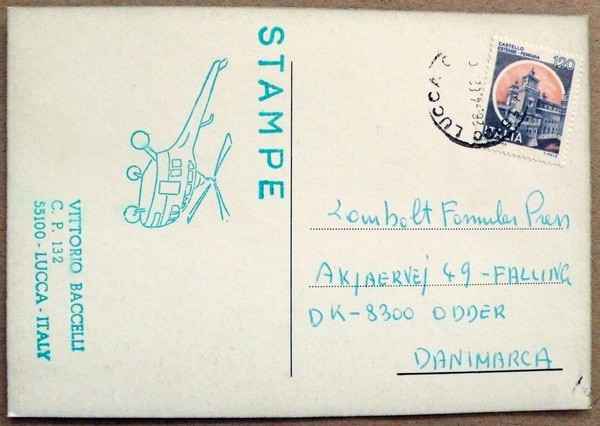 STAMPE
VITTORIO BACCELLI
C. P. 132
55100 - LUCCA - ITALY
CASTELLO
ESTENSE - FERRARA
120
ITALIA
LUCCA C
Lombolt Formular Press
AKJAERVEJ 49 - FALLING
DK-8300 ODDER
DANIMARCA